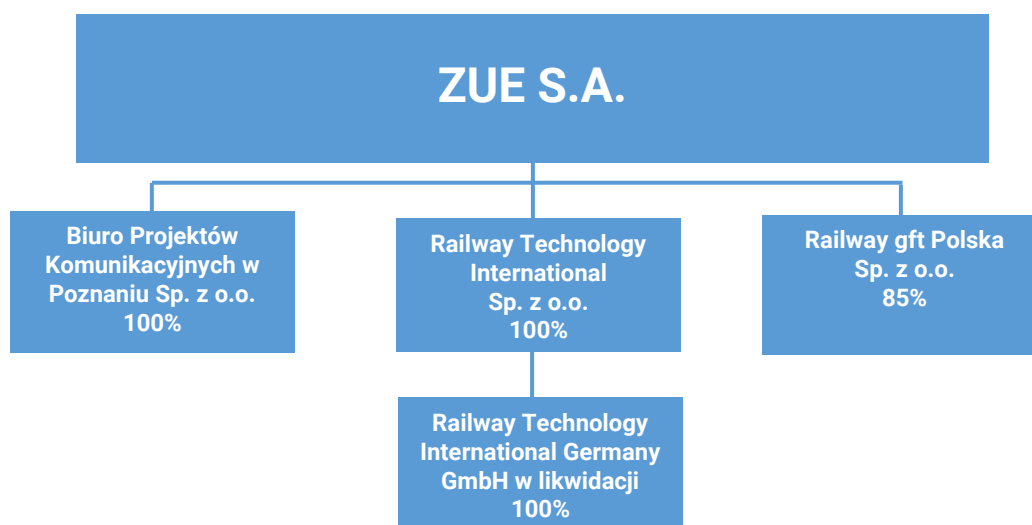 ZUE S.A.
Biuro Projektów
Komunikacyjnych w
Poznaniu Sp. z o.o.
100%
Railway Technology
International
Sp. z o.o.
100%
Railway gft Polska
Sp. z o.o.
85%
Railway Technology
International Germany
GmbH w likwidacji
100%